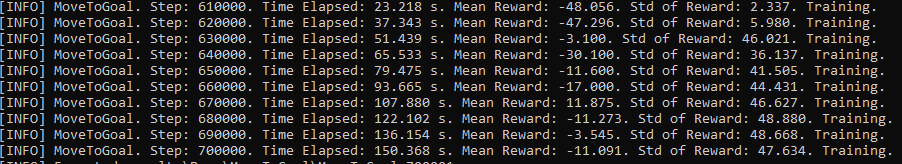 [INFO] MoveToGoal. Step: 610000. Time Elapsed: 23.218 s. Mean Reward: -48.056. Std of Reward: 2.337. Training.
[INFO] MoveToGoal. Step: 620000. Time Elapsed: 37.343 s. Mean Reward: -47.296. Std of Reward: 5.980. Training.
[INFO] MoveToGoal. Step: 630000. Time Elapsed: 51.439 s. Mean Reward: -3.100. Std of Reward: 46.021. Training.
[INFO] MoveToGoal. Step: 640000. Time Elapsed: 65.533 s. Mean Reward: -30.100. Std of Reward: 36.137. Training.
[INFO] MoveToGoal. Step: 650000. Time Elapsed: 79.475 s. Mean Reward: -11.600. Std of Reward: 41.505. Training.
[INFO] MoveToGoal. Step: 660000. Time Elapsed: 93.665 s. Mean Reward: -17.000. Std of Reward: 44.431. Training.
[INFO] MoveToGoal. Step: 670000. Time Elapsed: 107.880 s. Mean Reward: 11.875. Std of Reward: 46.627. Training.
[INFO] MoveToGoal. Step: 680000. Time Elapsed: 122.102 s. Mean Reward: -11.273. Std of Reward: 48.880. Training.
[INFO] MoveToGoal. Step: 690000. Time Elapsed: 136.154 s. Mean Reward: -3.545. Std of Reward: 48.668. Training.
[INFO] MoveToGoal. Step: 700000. Time Elapsed: 150.368 s. Mean Reward: -11.091. Std of Reward: 47.634. Training.